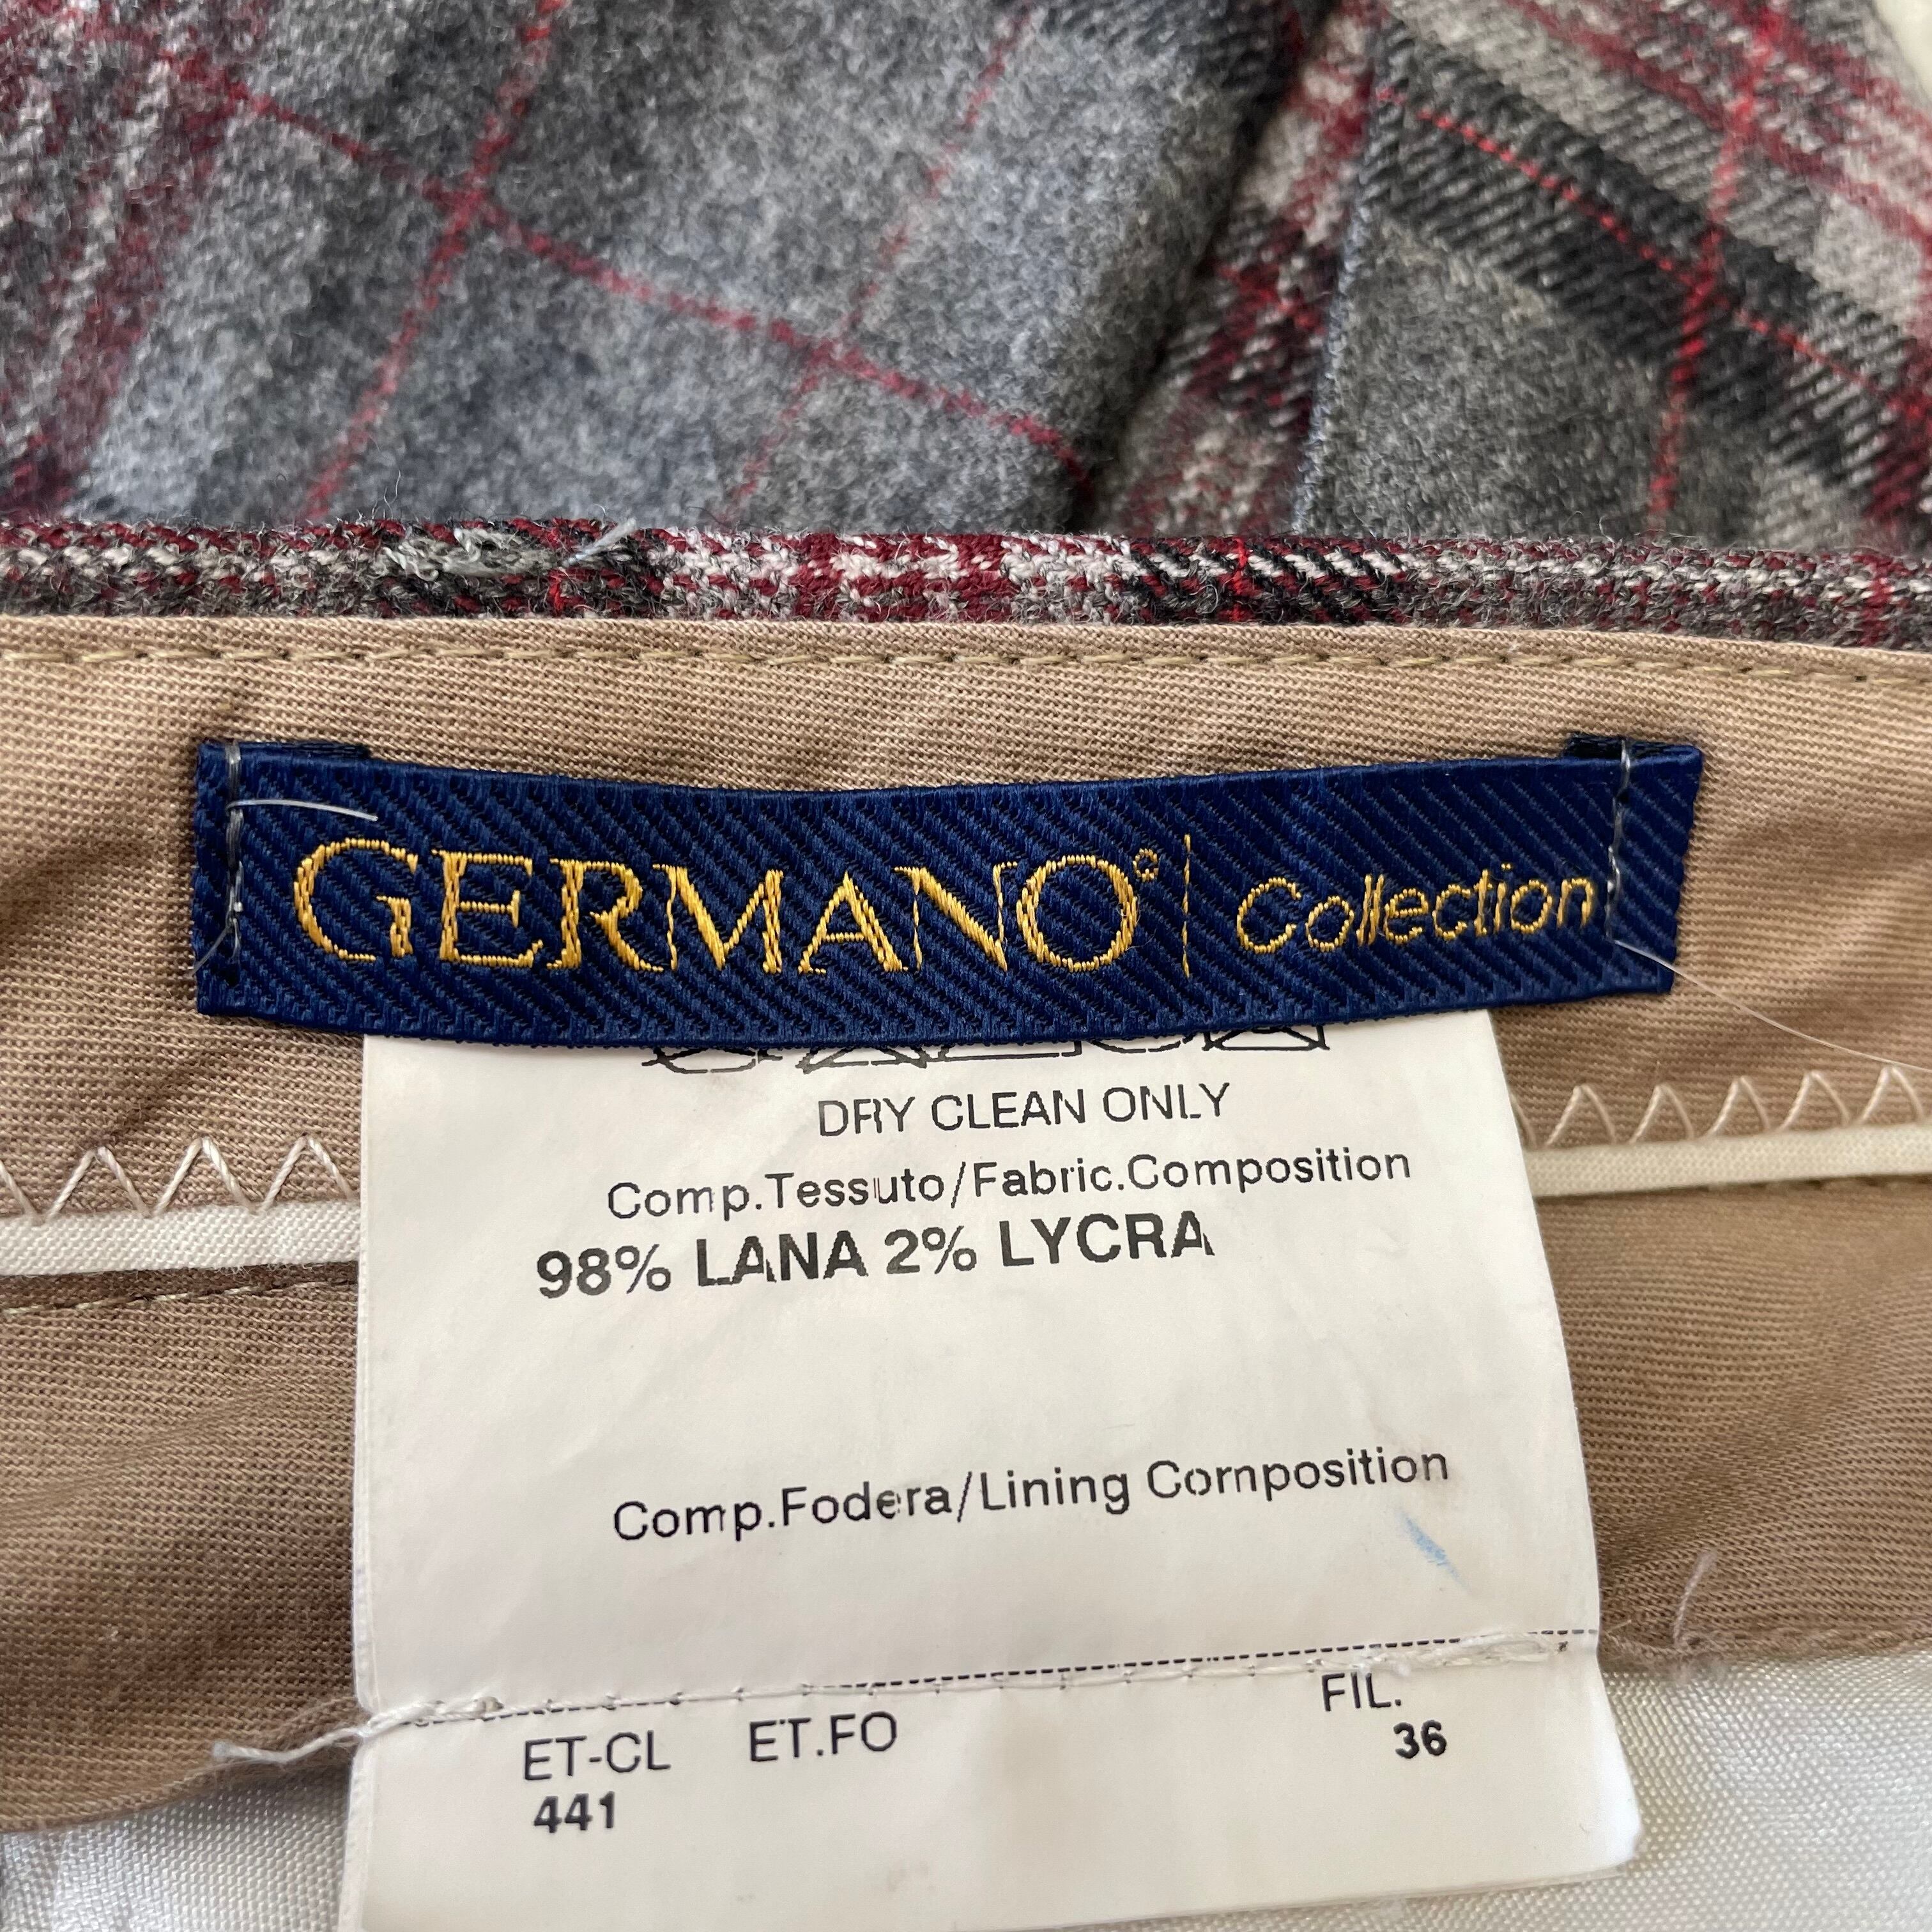 GERMANO° | Collection
DRY CLEAN ONLY
Comp.Tessuto/Fabric.Composition
98% LANA 2% LYCRA
Comp.Fodera/Lining Composition
ET-CL ET.FO FIL.
441 36